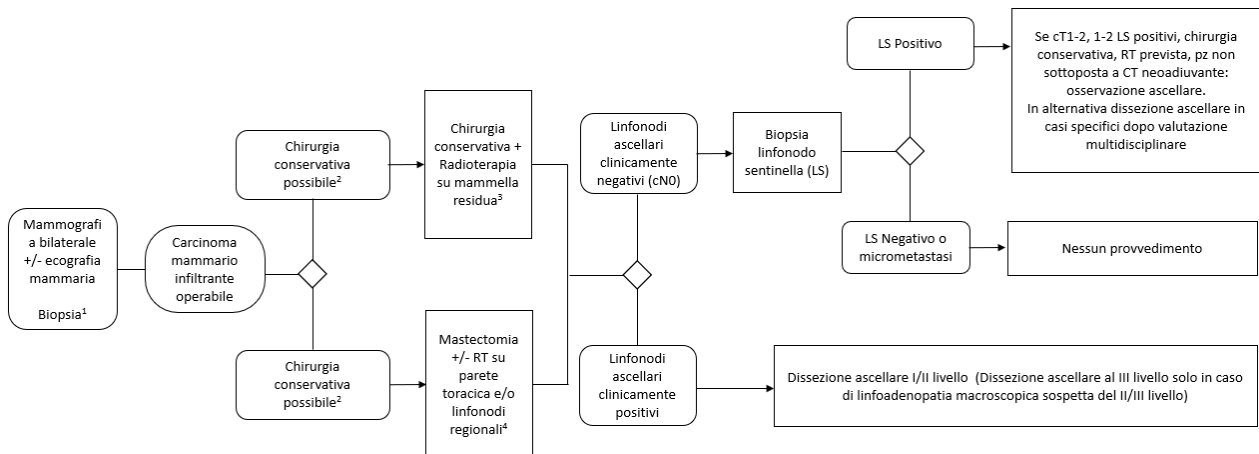 Mammografi
a bilaterale
+/- ecografia
mammaria
Biopsia¹
Carcinoma
mammario
infiltrante
operabile
Chirurgia
conservativa
possibile²
Chirurgia
conservativa +
Radioterapia
su mammella
residua³
Chirurgia
conservativa
possibile²
Mastectomia
+/- RT su
parete
toracica e/o
linfonodi
regionali⁴
Linfonodi
ascellari
clinicamente
negativi (cN0)
Biopsia
linfonodo
sentinella (LS)
LS Positivo
Se cT1-2, 1-2 LS positivi, chirurgia
conservativa, RT prevista, pz non
sottoposta a CT neoadiuvante:
osservazione ascellare.
In alternativa dissezione ascellare in
casi specifici dopo valutazione
multidisciplinare
LS Negativo o
micrometastasi
Nessun provvedimento
Linfonodi
ascellari
clinicamente
positivi
Dissezione ascellare I/II livello (Dissezione ascellare al III livello solo in caso
di linfoadenopatia macroscopica sospetta del II/III livello)